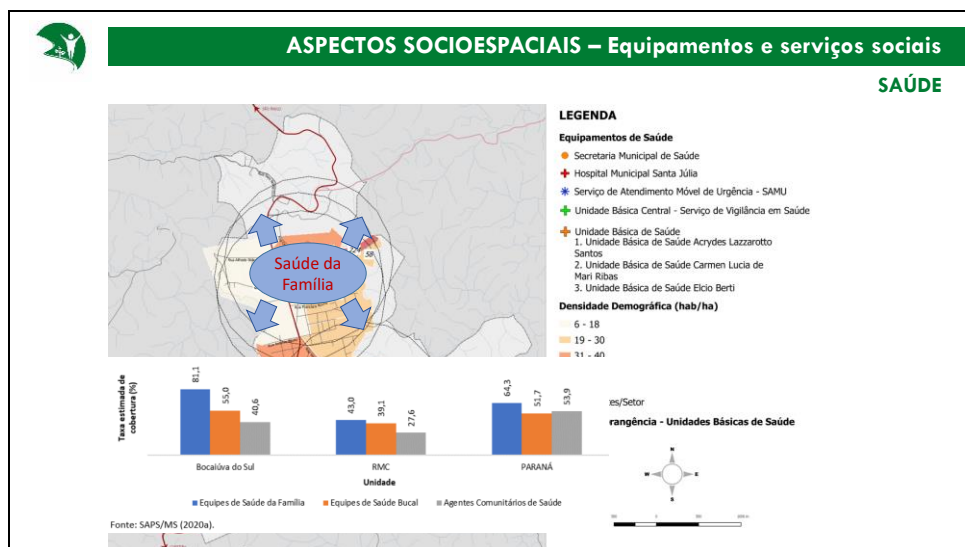 ASPECTOS SOCIOESPACIAIS – Equipamentos e serviços sociais
SAÚDE
SÃO PAULO
58
Saúde da
Família
LEGENDA
Equipamentos de Saúde
Secretaria Municipal de Saúde
Hospital Municipal Santa Júlia
Serviço de Atendimento Móvel de Urgência - SAMU
Unidade Básica Central - Serviço de Vigilância em Saúde
Unidade Básica de Saúde
1. Unidade Básica de Saúde Acrydes Lazzarotto
Santos
2. Unidade Básica de Saúde Carmen Lucia de
Mari Ribas
3. Unidade Básica de Saúde Elcio Berti
Densidade Demográfica (hab/ha)
6 - 18
19 - 30
31 - 40
es/Setor
rangência - Unidades Básicas de Saúde
N
W
E
S
Taxa estimada de
cobertura (%)
81,1
55,0
40,6
43,0
39,1
27,6
64,3
51,7
53,9
Bocaiúva do Sul
RMC
PARANÁ
Unidade
Equipes de Saúde da Família
Equipes de Saúde Bucal
Agentes Comunitários de Saúde
Fonte: SAPS/MS (2020a).